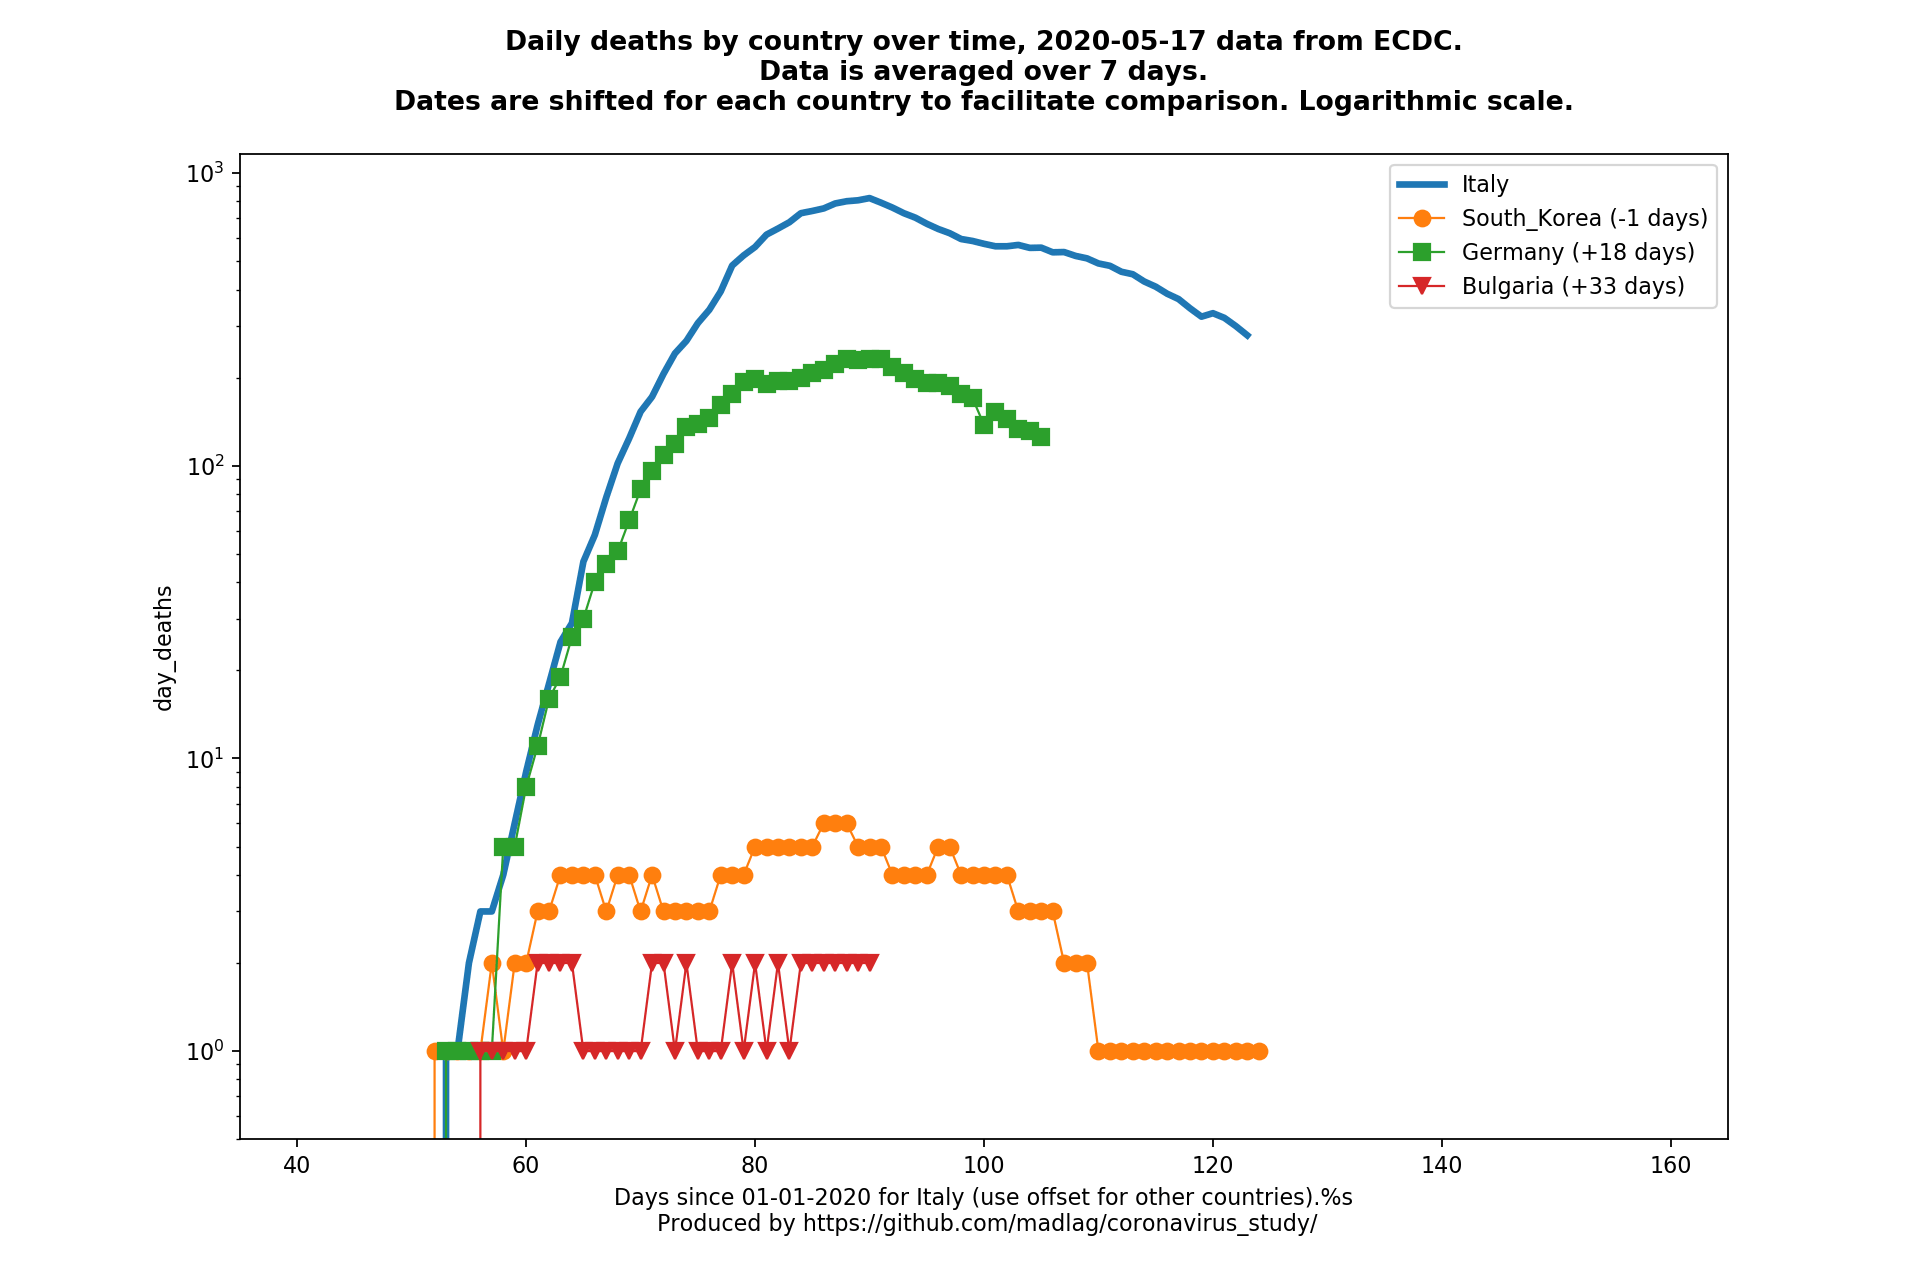 Daily deaths by country over time, 2020-05-17 data from ECDC.
Data is averaged over 7 days.
Dates are shifted for each country to facilitate comparison. Logarithmic scale.
10³
10²
10¹
10⁰
day_deaths
Italy
South_Korea (-1 days)
Germany (+18 days)
Bulgaria (+33 days)
40 60 80 100 120 140 160
Days since 01-01-2020 for Italy (use offset for other countries).%s
Produced by https://github.com/madlag/coronavirus_study/